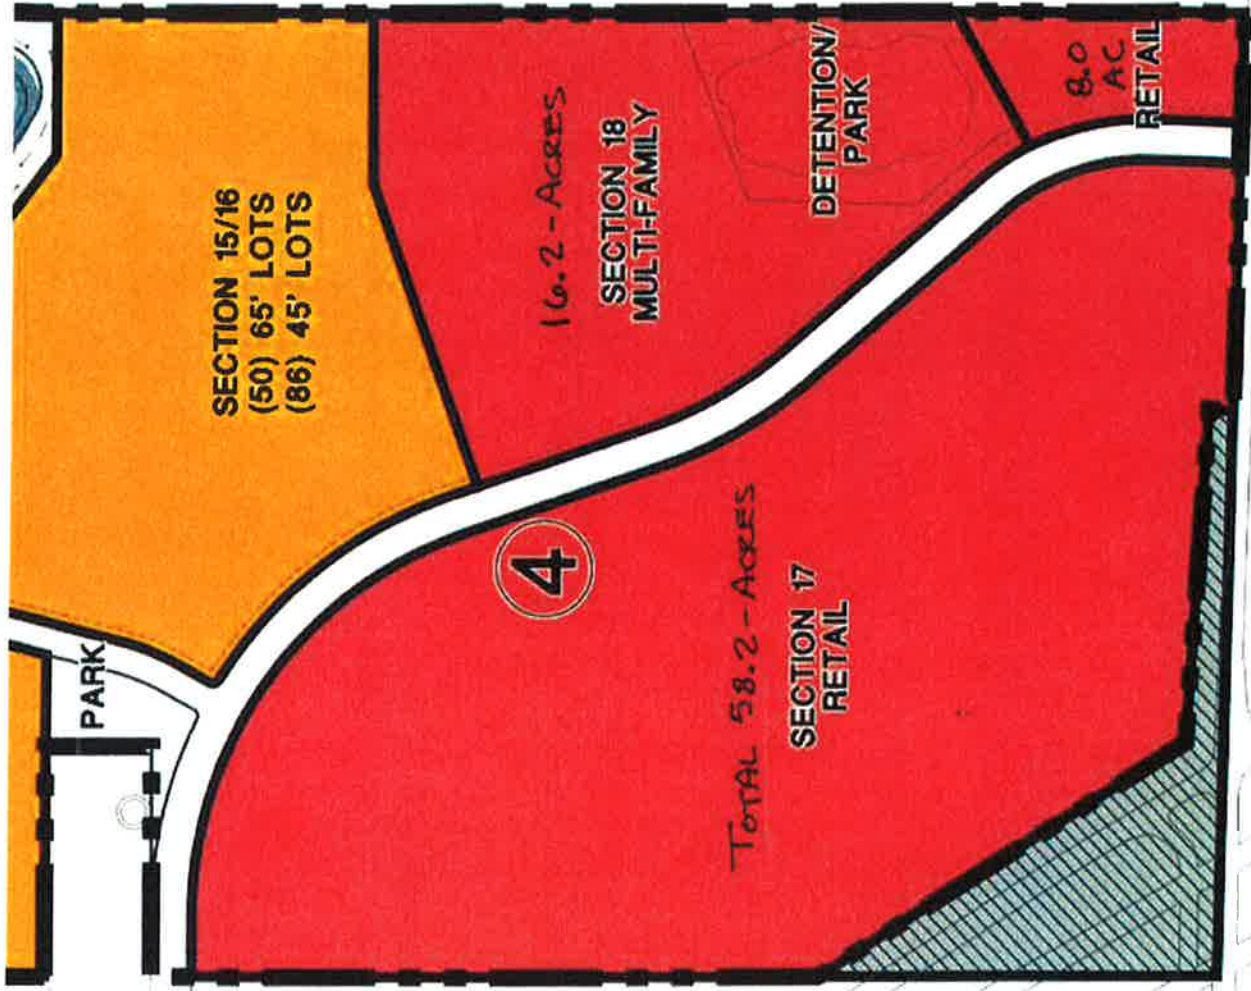 PARK
SECTION 15/16
(50) 65' LOTS
(86) 45' LOTS
4
16.2-ACRES
SECTION 18
MULTI-FAMILY
TOTAL 58.2-ACRES
SECTION 17
RETAIL
DETENTION/
PARK
8.0
AC
RETAIL